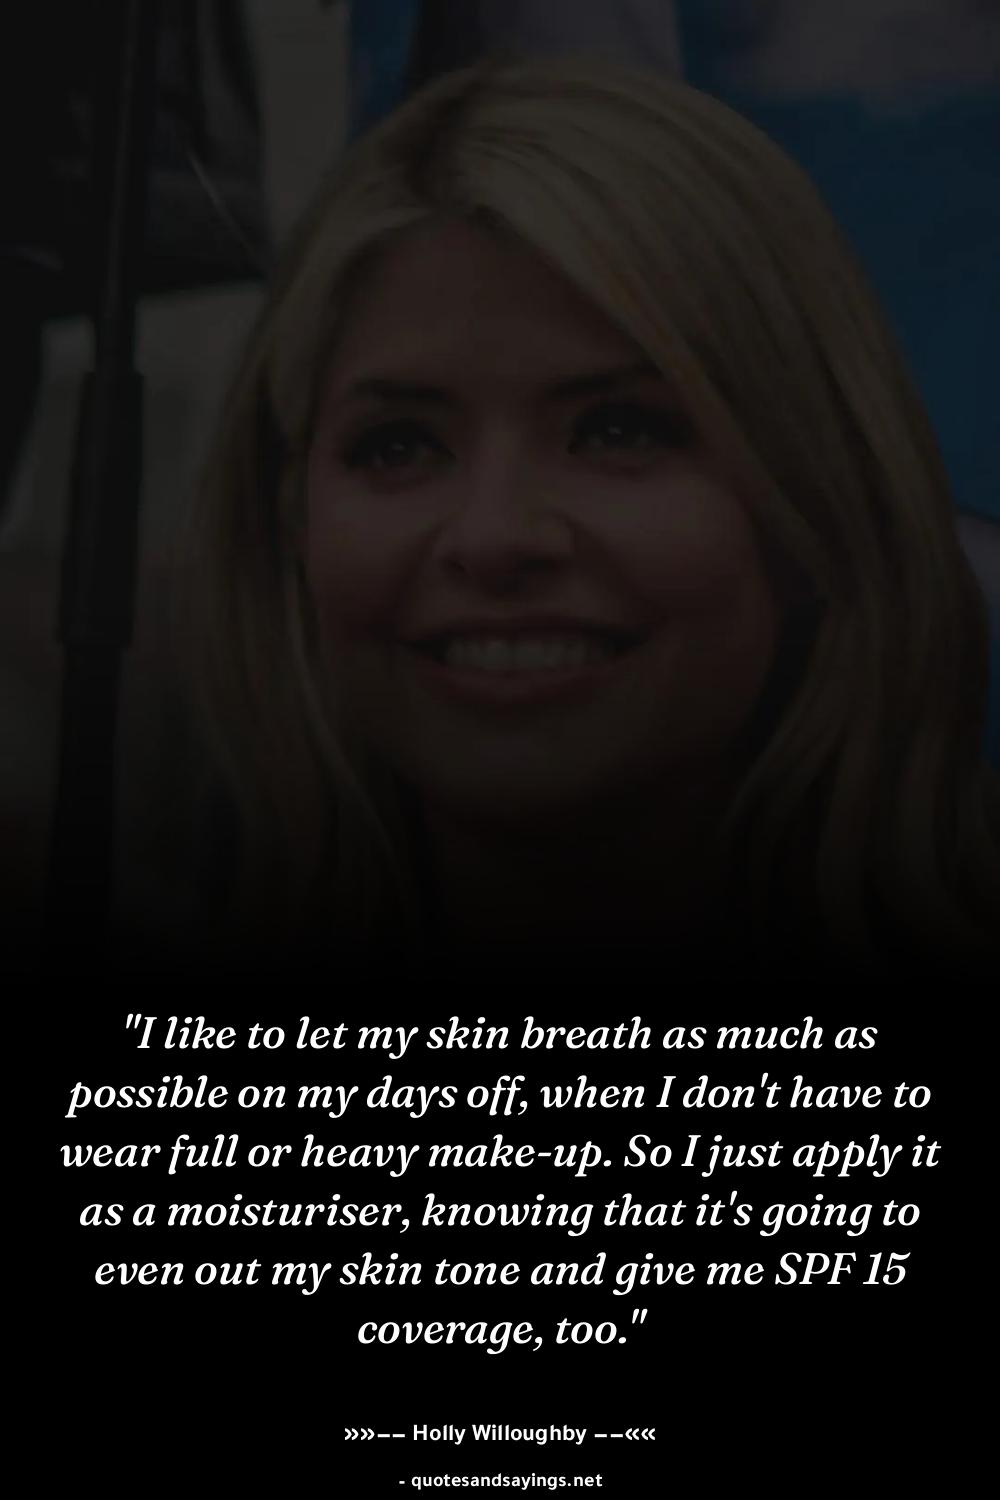 "I like to let my skin breath as much as
possible on my days off, when I don't have to
wear full or heavy make-up. So I just apply it
as a moisturiser, knowing that it's going to
even out my skin tone and give me SPF 15
coverage, too."
»»−− Holly Willoughby −−««
- quotesandsayings.net